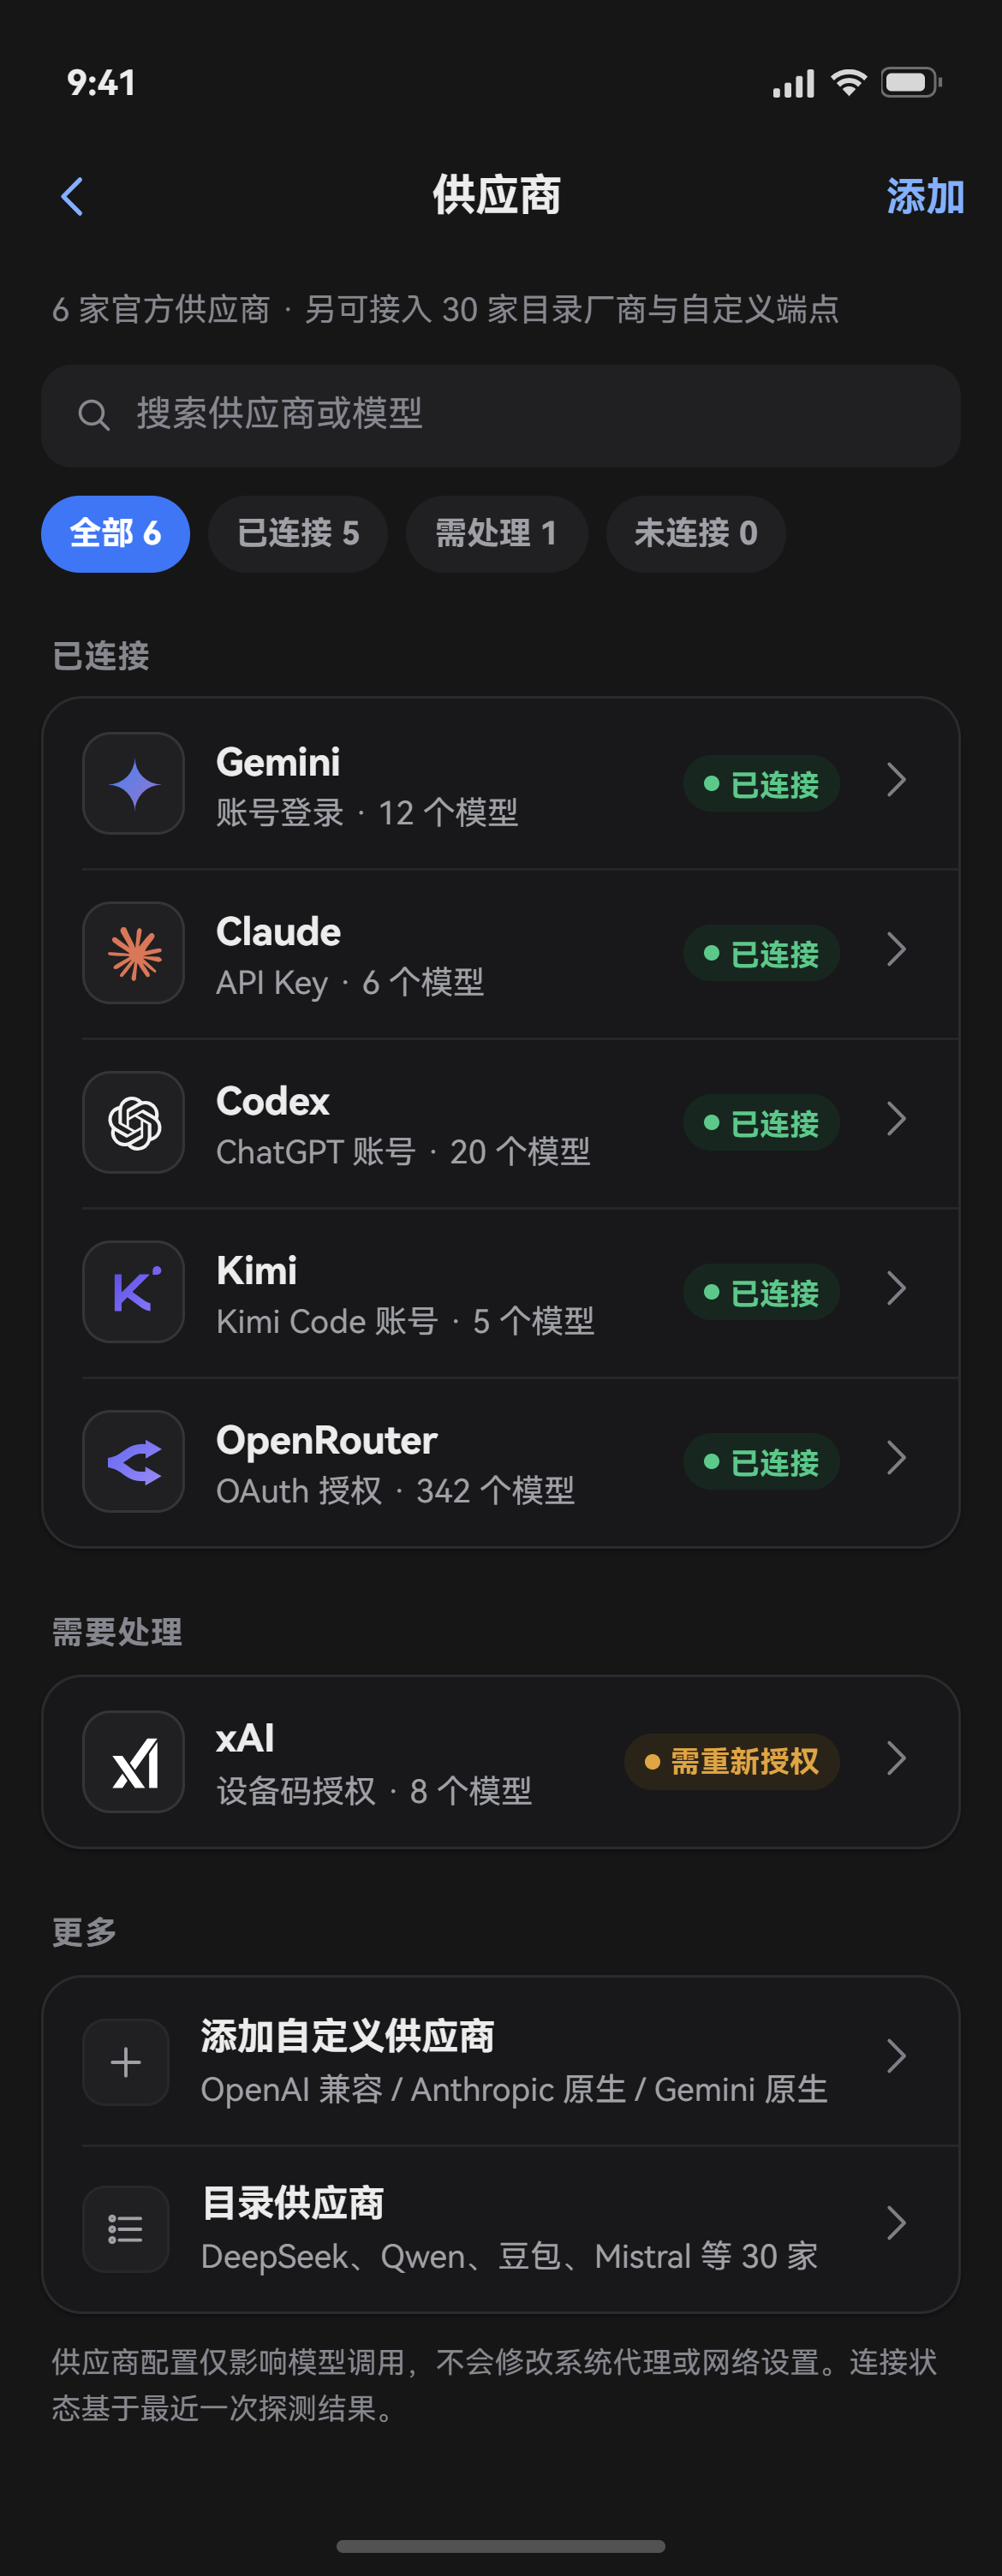 9:41
供应商
添加
6 家官方供应商 · 另可接入 30 家目录厂商与自定义端点
搜索供应商或模型
全部 6
已连接 5
需处理 1
未连接 0
已连接
Gemini
账号登录 · 12 个模型
已连接
Claude
API Key · 6 个模型
已连接
Codex
ChatGPT 账号 · 20 个模型
已连接
Kimi
Kimi Code 账号 · 5 个模型
已连接
OpenRouter
OAuth 授权 · 342 个模型
已连接
需要处理
xAI
设备码授权 · 8 个模型
需重新授权
更多
添加自定义供应商
OpenAI 兼容 / Anthropic 原生 / Gemini 原生
目录供应商
DeepSeek、Qwen、豆包、Mistral 等 30 家
供应商配置仅影响模型调用，不会修改系统代理或网络设置。连接状
态基于最近一次探测结果。